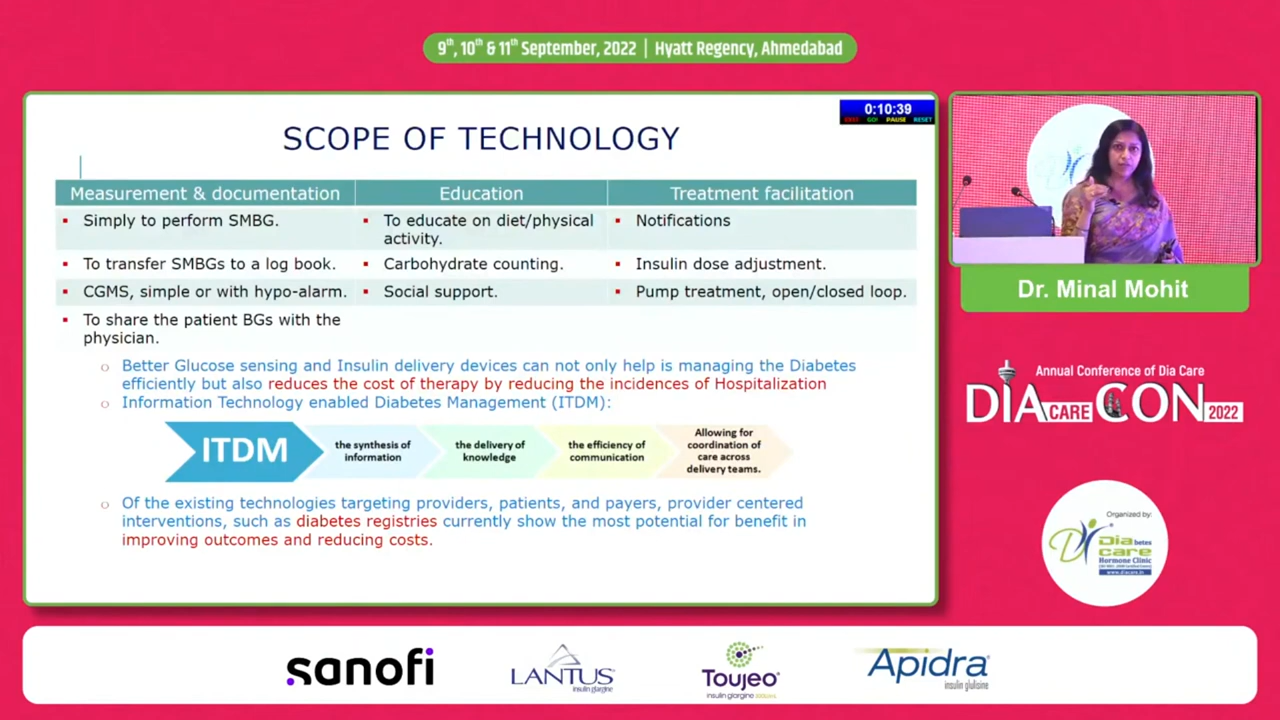 9th, 10th & 11th September, 2022 | Hyatt Regency, Ahmedabad
0:10:39
EXIT GO! PAUSE RESET
SCOPE OF TECHNOLOGY
Measurement & documentation Education Treatment facilitation
▪ Simply to perform SMBG. ▪ To educate on diet/physical activity. ▪ Notifications
▪ To transfer SMBGs to a log book. ▪ Carbohydrate counting. ▪ Insulin dose adjustment.
▪ CGMS, simple or with hypo-alarm. ▪ Social support. ▪ Pump treatment, open/closed loop.
▪ To share the patient BGs with the
physician.
o Better Glucose sensing and Insulin delivery devices can not only help is managing the Diabetes
efficiently but also reduces the cost of therapy by reducing the incidences of Hospitalization
o Information Technology enabled Diabetes Management (ITDM):
ITDM
the synthesis of
information
the delivery of
knowledge
the efficiency of
communication
Allowing for
coordination of
care across
delivery teams.
o Of the existing technologies targeting providers, patients, and payers, provider centered
interventions, such as diabetes registries currently show the most potential for benefit in
improving outcomes and reducing costs.
Dr. Minal Mohit
Annual Conference of Dia Care
DIA CARE CON 2022
Organized by:
Diabetes
care
Hormone Clinic
www.diacare.in
sanofi
LANTUS®
insulin glargine
Toujeo®
insulin glargine
Apidra®
insulin glulisine